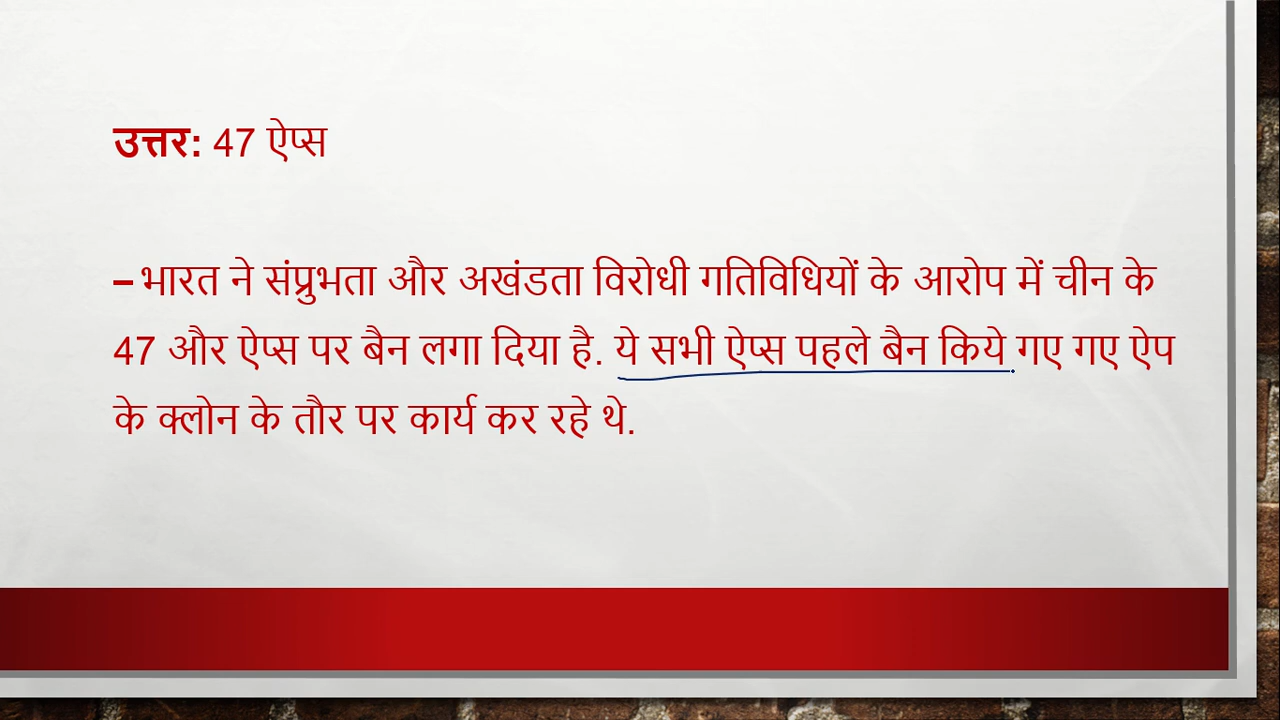 उत्तर: 47 ऐप्स
– भारत ने संप्रुभता और अखंडता विरोधी गतिविधियों के आरोप में चीन के
47 और ऐप्स पर बैन लगा दिया है. ये सभी ऐप्स पहले बैन किये गए गए ऐप
के क्लोन के तौर पर कार्य कर रहे थे.